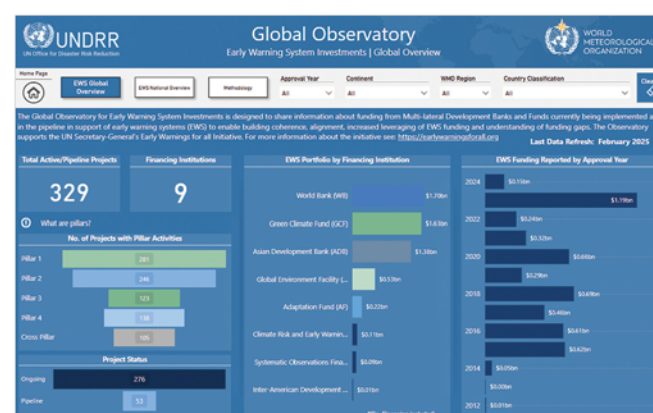 UNDRR
UN Office for Disaster Risk Reduction
Global Observatory
Early Warning System Investments | Global Overview
WORLD
METEOROLOGICAL
ORGANIZATION
Home Page
EWS Global
Overview
EWS National Overview
Methodology
Approval Year
All
Continent
All
WMO Region
All
Country Classification
All
Clea
The Global Observatory for Early Warning System Investments is designed to share information about funding from Multi-lateral Development Banks and Funds currently being implemented a
in the pipeline in support of early warning systems (EWS) to enable building coherence, alignment, increased leveraging of EWS funding and understanding of funding gaps. The Observatory
supports the UN Secretary-General's Early Warnings for all Initiative. For more information about the initiative see: https://earlywarningsforall.org
Last Data Refresh: February 2025
Total Active/Pipeline Projects
329
Financing Institutions
9
What are pillars?
No. of Projects with Pillar Activities
Pillar 1 281
Pillar 2 246
Pillar 3 123
Pillar 4 138
Cross Pillar 105
Project Status
Ongoing 276
Pipeline 53
EWS Portfolio by Financing Institution
World Bank (WB) $1.70bn
Green Climate Fund (GCF) $1.63bn
Asian Development Bank (ADB) $1.38bn
Global Environment Facility (... $0.53bn
Adaptation Fund (AF) $0.22bn
Climate Risk and Early Warnin... $0.11bn
Systematic Observations Fina... $0.09bn
Inter-American Development ... $0.01bn
EWS Funding Reported by Approval Year
2024 $0.15bn
$1.19bn
2022 $0.24bn
$0.32bn
2020 $0.66bn
$0.29bn
2018 $0.69bn
$0.46bn
2016 $0.61bn
$0.62bn
2014 $0.05bn
$0.00bn
2012 $0.01bn